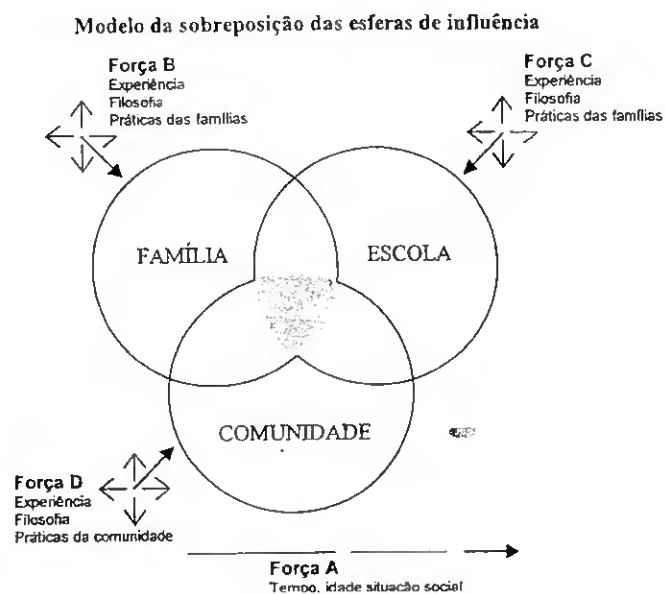 Modelo da sobreposição das esferas de influência
Força B
Experiência
Filosofia
Práticas das famílias
Força C
Experiência
Filosofia
Práticas das famílias
FAMÍLIA
ESCOLA
COMUNIDADE
Força D
Experiência
Filosofia
Práticas da comunidade
Força A
Tempo, idade situação social